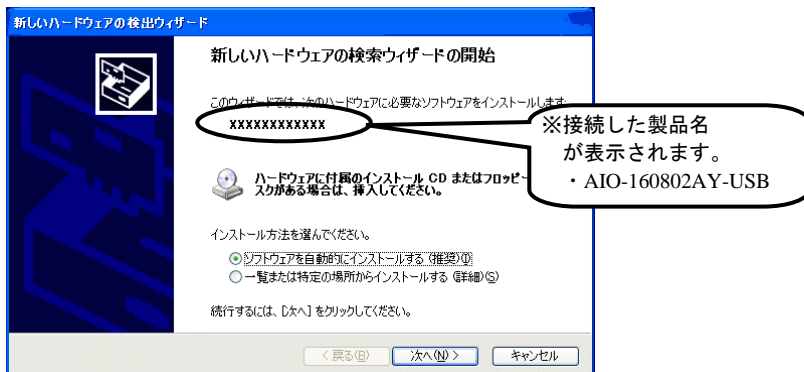 新しいハードウェアの検出ウィザード
新しいハードウェアの検索ウィザードの開始
このウィザードでは、次のハードウェアに必要なソフトウェアをインストールします:
xxxxxxxxxxxx
※接続した製品名
が表示されます。
・AIO-160802AY-USB
ハードウェアに付属のインストール CD またはフロッピー
スクがある場合は、挿入してください。
インストール方法を選んでください。
ソフトウェアを自動的にインストールする (推奨)(I)
一覧または特定の場所からインストールする (詳細)(S)
続行するには、[次へ] をクリックしてください。
< 戻る(B)
次へ(N) >
キャンセル